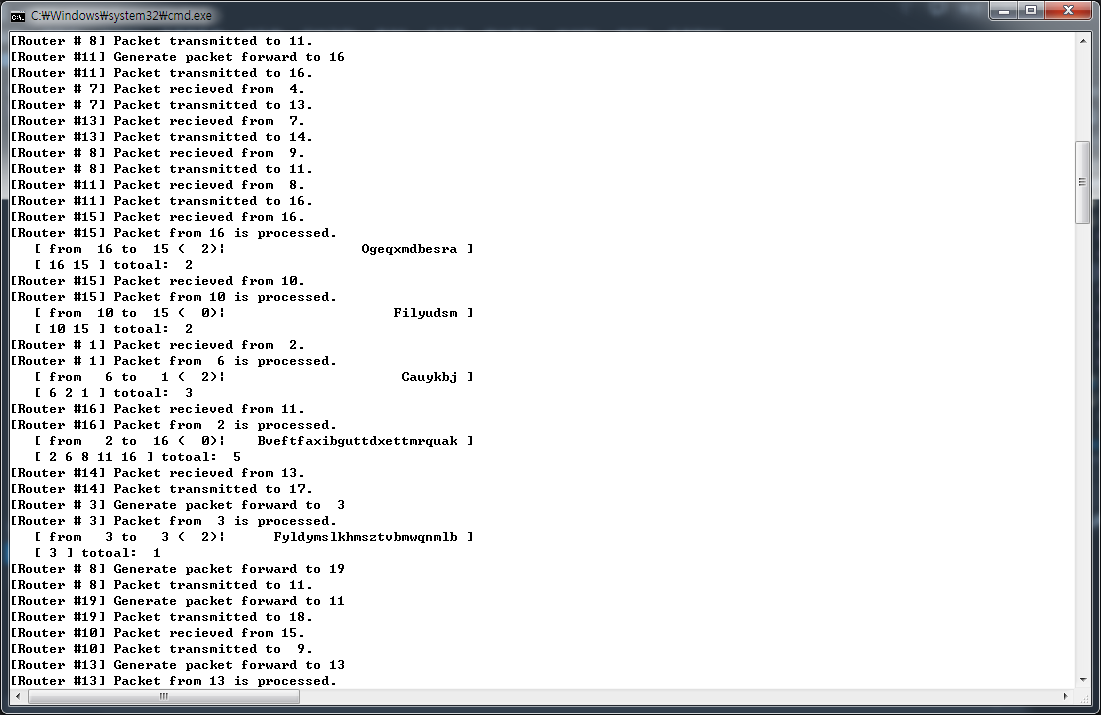 C:₩Windows₩system32₩cmd.exe
[Router # 8] Packet transmitted to 11.
[Router #11] Generate packet forward to 16
[Router #11] Packet transmitted to 16.
[Router # 7] Packet recieved from  4.
[Router # 7] Packet transmitted to 13.
[Router #13] Packet recieved from  7.
[Router #13] Packet transmitted to 14.
[Router # 8] Packet recieved from  9.
[Router # 8] Packet transmitted to 11.
[Router #11] Packet recieved from  8.
[Router #11] Packet transmitted to 16.
[Router #15] Packet recieved from 16.
[Router #15] Packet from 16 is processed.
   [ from  16 to  15 (  2)¦                 Ogeqxmdbesra ]
   [ 16 15 ] totoal:  2
[Router #15] Packet recieved from 10.
[Router #15] Packet from 10 is processed.
   [ from  10 to  15 (  0)¦                     Filyudsm ]
   [ 10 15 ] totoal:  2
[Router # 1] Packet recieved from  2.
[Router # 1] Packet from  6 is processed.
   [ from   6 to   1 (  2)¦                      Cauykbj ]
   [ 6 2 1 ] totoal:  3
[Router #16] Packet recieved from 11.
[Router #16] Packet from  2 is processed.
   [ from   2 to  16 (  0)¦    Bveftfaxibguttdxettmrquak ]
   [ 2 6 8 11 16 ] totoal:  5
[Router #14] Packet recieved from 13.
[Router #14] Packet transmitted to 17.
[Router # 3] Generate packet forward to  3
[Router # 3] Packet from  3 is processed.
   [ from   3 to   3 (  2)¦      Fyldymslkhmsztvbmwqnmlb ]
   [ 3 ] totoal:  1
[Router # 8] Generate packet forward to 19
[Router # 8] Packet transmitted to 11.
[Router #19] Generate packet forward to 11
[Router #19] Packet transmitted to 18.
[Router #10] Packet recieved from 15.
[Router #10] Packet transmitted to  9.
[Router #13] Generate packet forward to 13
[Router #13] Packet from 13 is processed.